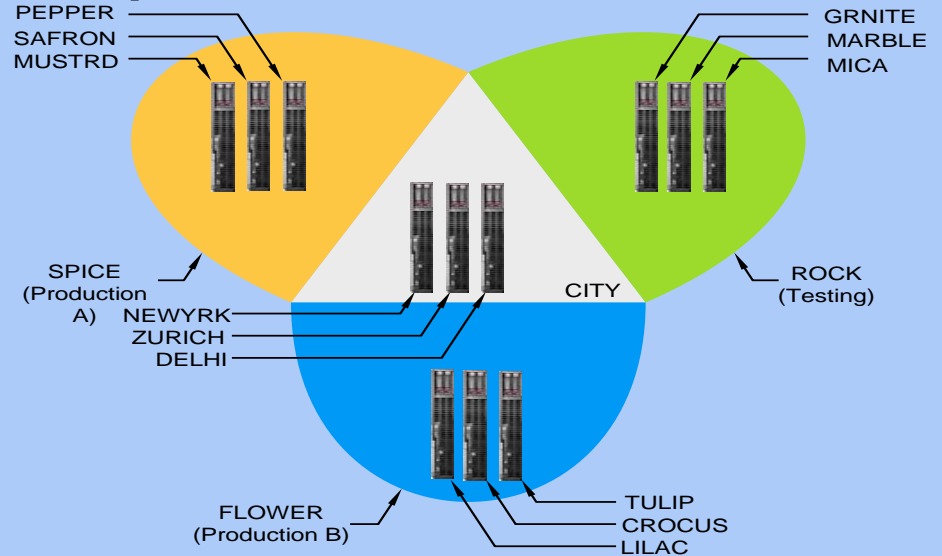 PEPPER
SAFRON
MUSTRD
GRNITE
MARBLE
MICA
SPICE
(Production
A)
ROCK
(Testing)
CITY
NEWYRK
ZURICH
DELHI
FLOWER
(Production B)
TULIP
CROCUS
LILAC